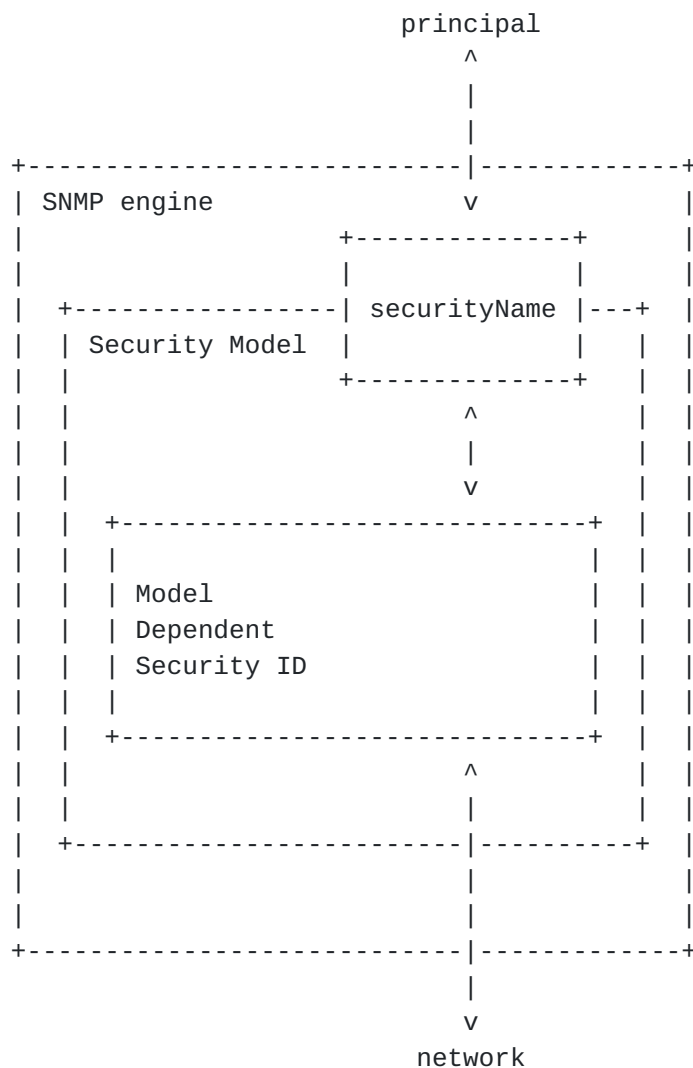 principal
SNMP engine
securityName
Security Model
Model
Dependent
Security ID
network